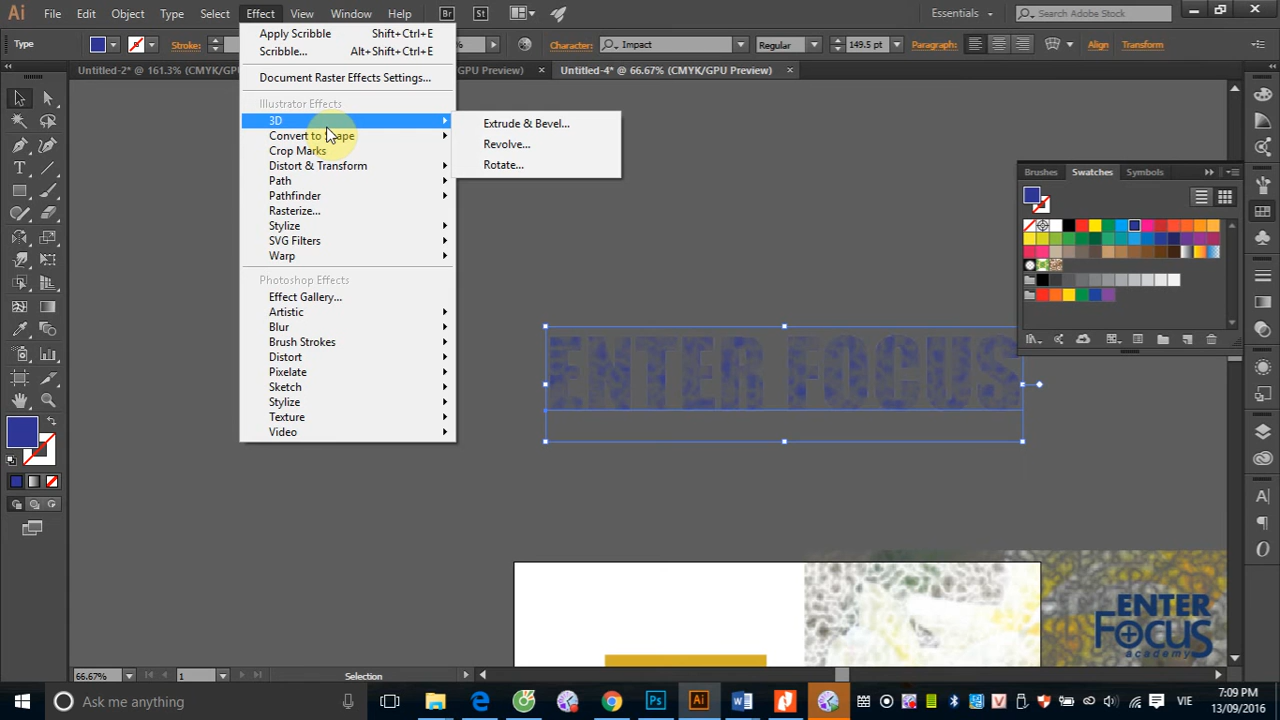 Ai File Edit Object Type Select Effect View Window Help Br St Essentials Search Adobe Stock
Type Stroke: % Character: Impact Regular 149.5 pt Paragraph: Align Transform
Untitled-2* @ 161.3% (CMYK/GPU Preview) Untitled-4* @ 66.67% (CMYK/GPU Preview)
Apply Scribble Shift+Ctrl+E
Scribble... Alt+Shift+Ctrl+E
Document Raster Effects Settings...
Illustrator Effects
3D
Convert to Shape
Crop Marks
Distort & Transform
Path
Pathfinder
Rasterize...
Stylize
SVG Filters
Warp
Photoshop Effects
Effect Gallery...
Artistic
Blur
Brush Strokes
Distort
Pixelate
Sketch
Stylize
Texture
Video
Extrude & Bevel...
Revolve...
Rotate...
Brushes Swatches Symbols
ENTER FOCUS
ENTER
FOCUS
academy
66.67% 1 Selection
Ask me anything VIE 7:09 PM
13/09/2016